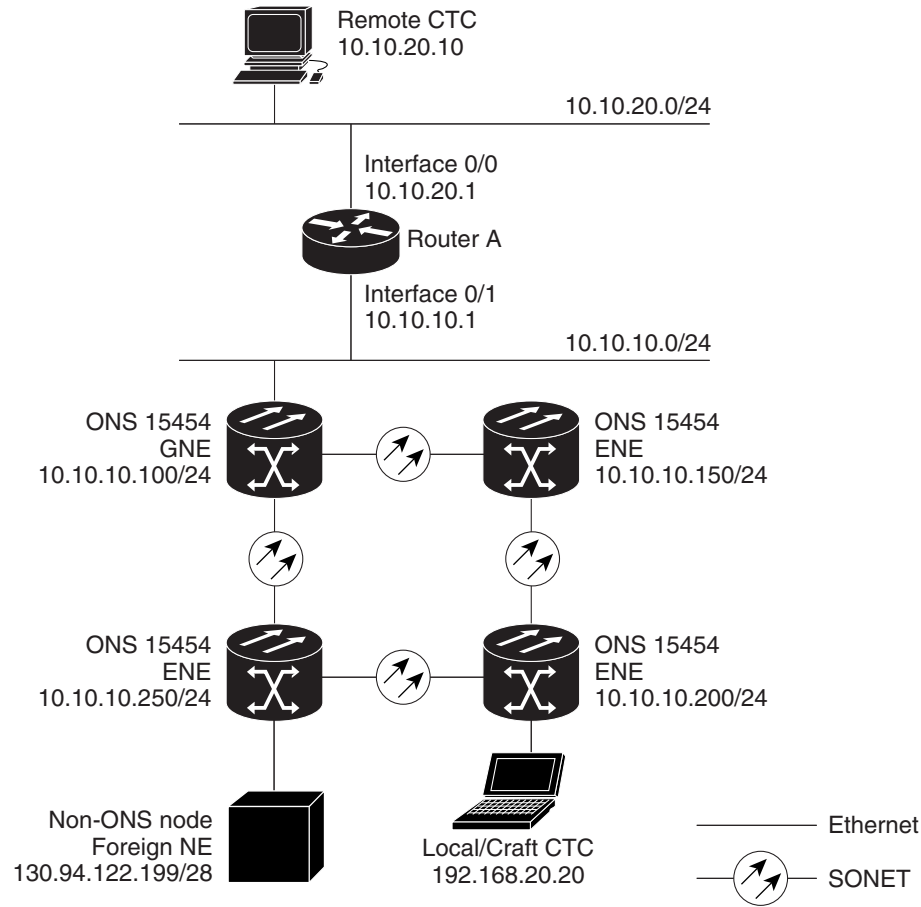 Remote CTC
10.10.20.10
10.10.20.0/24
Interface 0/0
10.10.20.1
Router A
Interface 0/1
10.10.10.1
10.10.10.0/24
ONS 15454
GNE
10.10.10.100/24
ONS 15454
ENE
10.10.10.150/24
ONS 15454
ENE
10.10.10.250/24
ONS 15454
ENE
10.10.10.200/24
Non-ONS node
Foreign NE
130.94.122.199/28
Local/Craft CTC
192.168.20.20
Ethernet
SONET